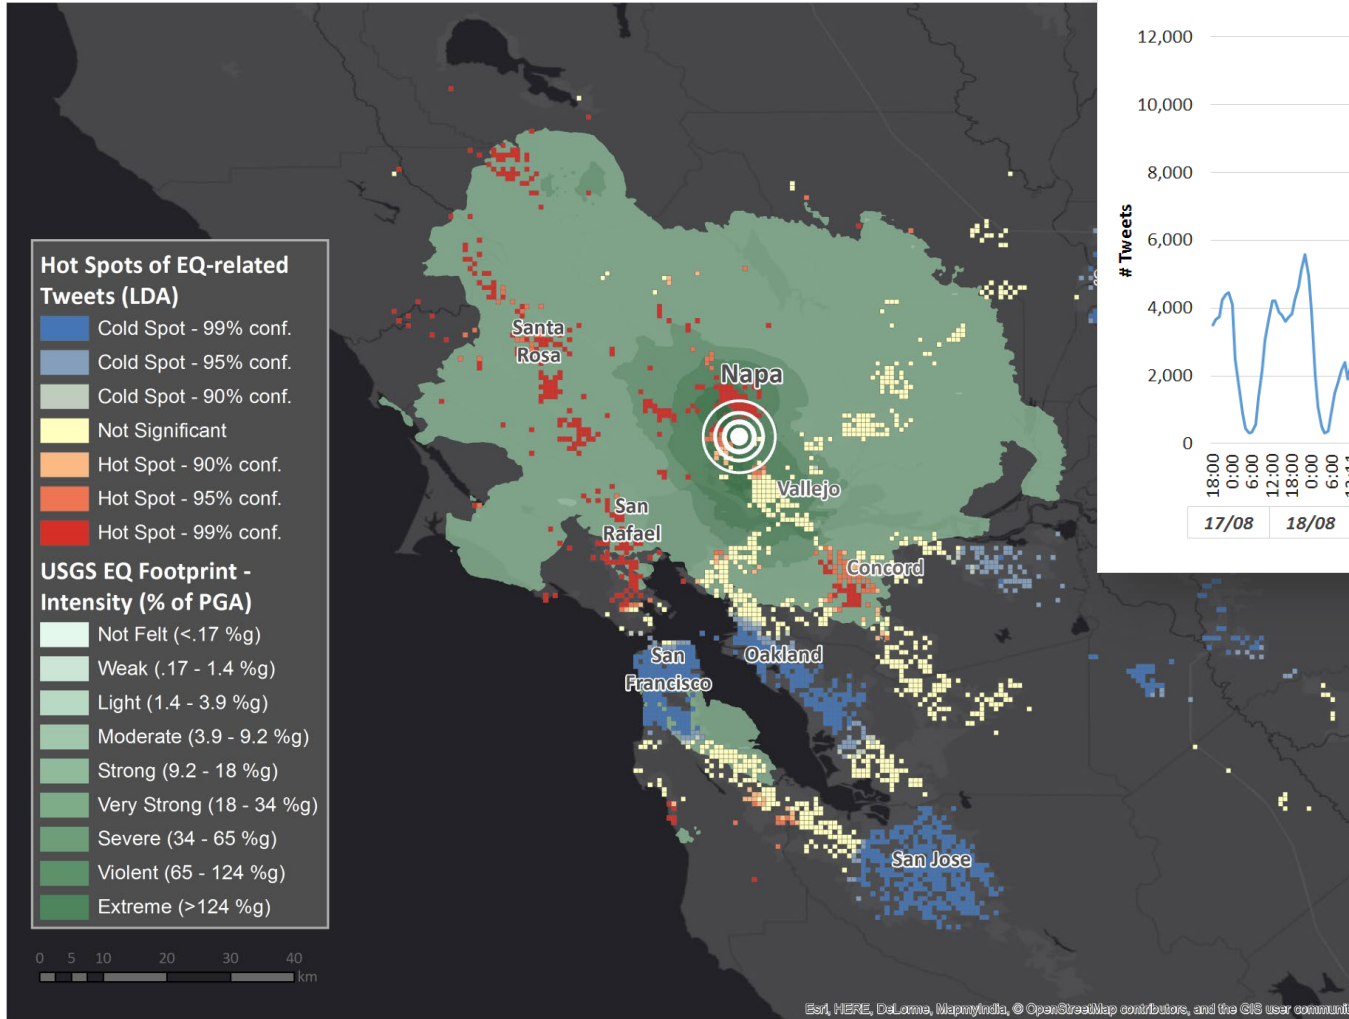 Hot Spots of EQ-related
Tweets (LDA)
Cold Spot - 99% conf.
Cold Spot - 95% conf.
Cold Spot - 90% conf.
Not Significant
Hot Spot - 90% conf.
Hot Spot - 95% conf.
Hot Spot - 99% conf.
USGS EQ Footprint -
Intensity (% of PGA)
Not Felt (<.17 %g)
Weak (.17 - 1.4 %g)
Light (1.4 - 3.9 %g)
Moderate (3.9 - 9.2 %g)
Strong (9.2 - 18 %g)
Very Strong (18 - 34 %g)
Severe (34 - 65 %g)
Violent (65 - 124 %g)
Extreme (>124 %g)
0 5 10 20 30 40
km
Santa
Rosa
Napa
Vallejo
San
Rafael
Concord
San
Francisco
Oakland
San Jose
# Tweets
12,000
10,000
8,000
6,000
4,000
2,000
0
18:00 0:00 6:00 12:00 18:00 0:00 6:00
17/08 18/08
Esri, HERE, DeLorme, MapmyIndia, © OpenStreetMap contributors, and the GIS user communit